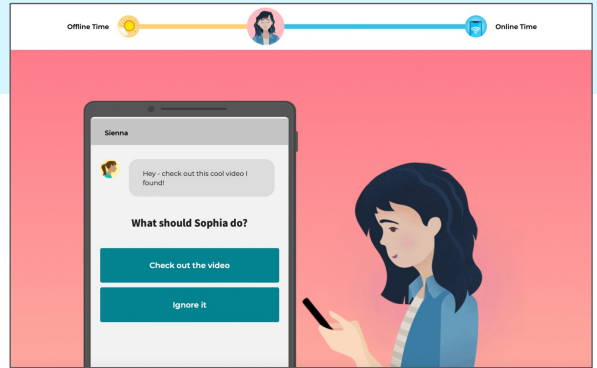 Offline Time
Online Time
Sienna
Hey - check out this cool video I
found!
What should Sophia do?
Check out the video
Ignore it